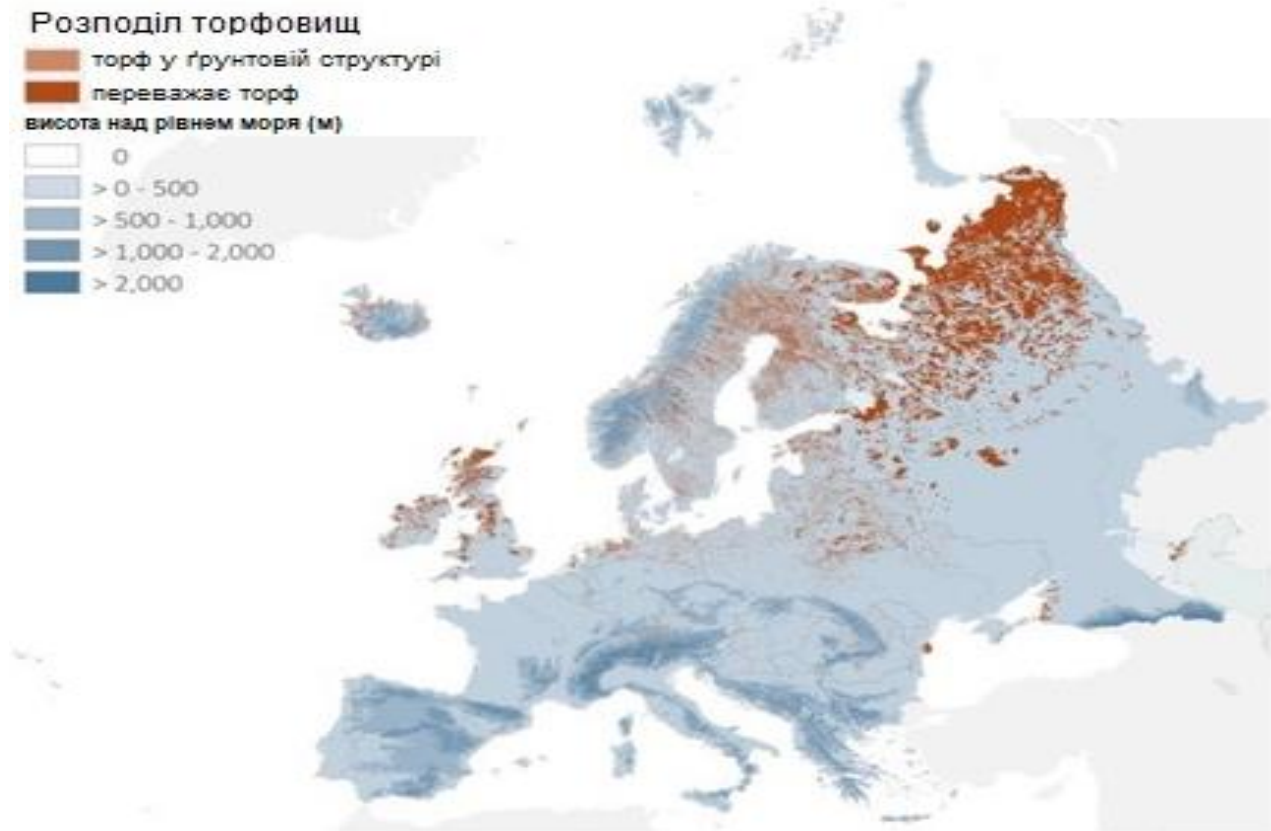 Розподіл торфовищ
торф у ґрунтовій структурі
переважає торф
висота над рівнем моря (м)
0
> 0 - 500
> 500 - 1,000
> 1,000 - 2,000
> 2,000